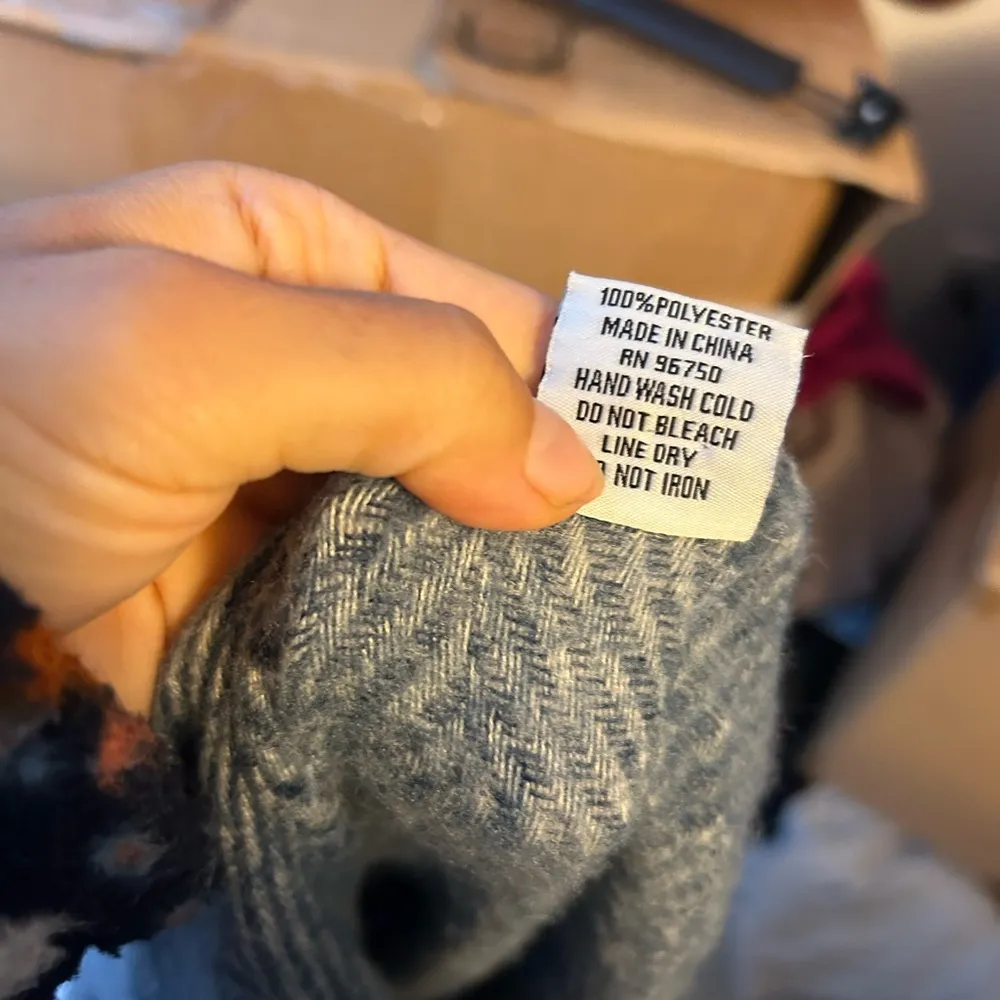 100%POLYESTER
MADE IN CHINA
RN 96750
HAND WASH COLD
DO NOT BLEACH
LINE DRY
NOT IRON